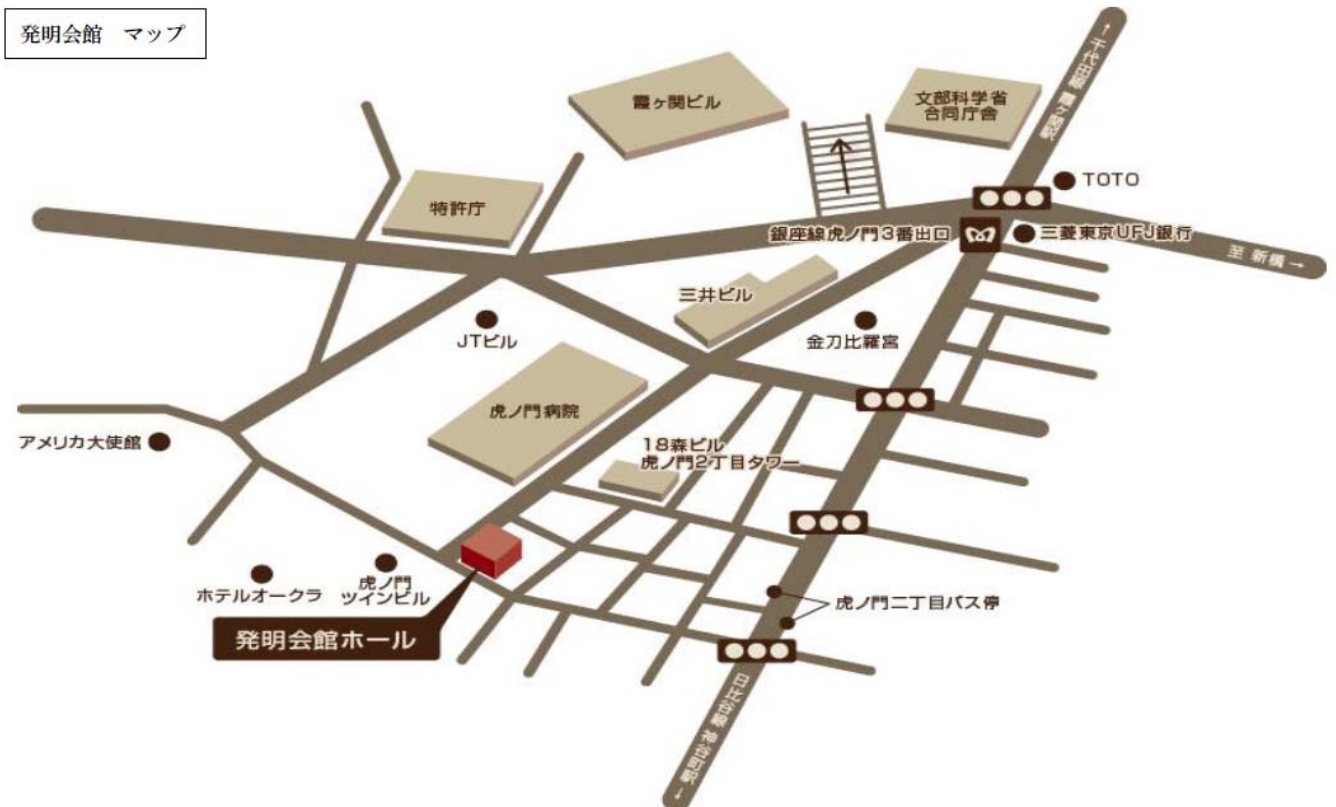 発明会館　マップ
霞ヶ関ビル
文部科学省
合同庁舎
←千代田線 霞ヶ関駅
TOTO
特許庁
銀座線虎ノ門3番出口
三菱東京UFJ銀行
至 新橋→
三井ビル
JTビル
金刀比羅宮
虎ノ門病院
アメリカ大使館
18森ビル
虎ノ門2丁目タワー
ホテルオークラ
虎ノ門
ツインビル
虎ノ門二丁目バス停
発明会館ホール
日比谷線 神谷町駅→